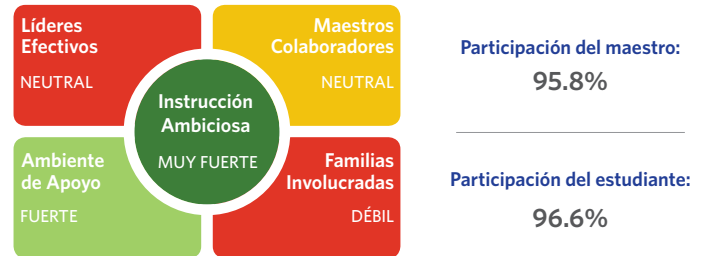 Líderes
Efectivos
NEUTRAL
Maestros
Colaboradores
NEUTRAL
Instrucción
Ambiciosa
MUY FUERTE
Ambiente
de Apoyo
FUERTE
Familias
Involucradas
DÉBIL
Participación del maestro:
95.8%
Participación del estudiante:
96.6%